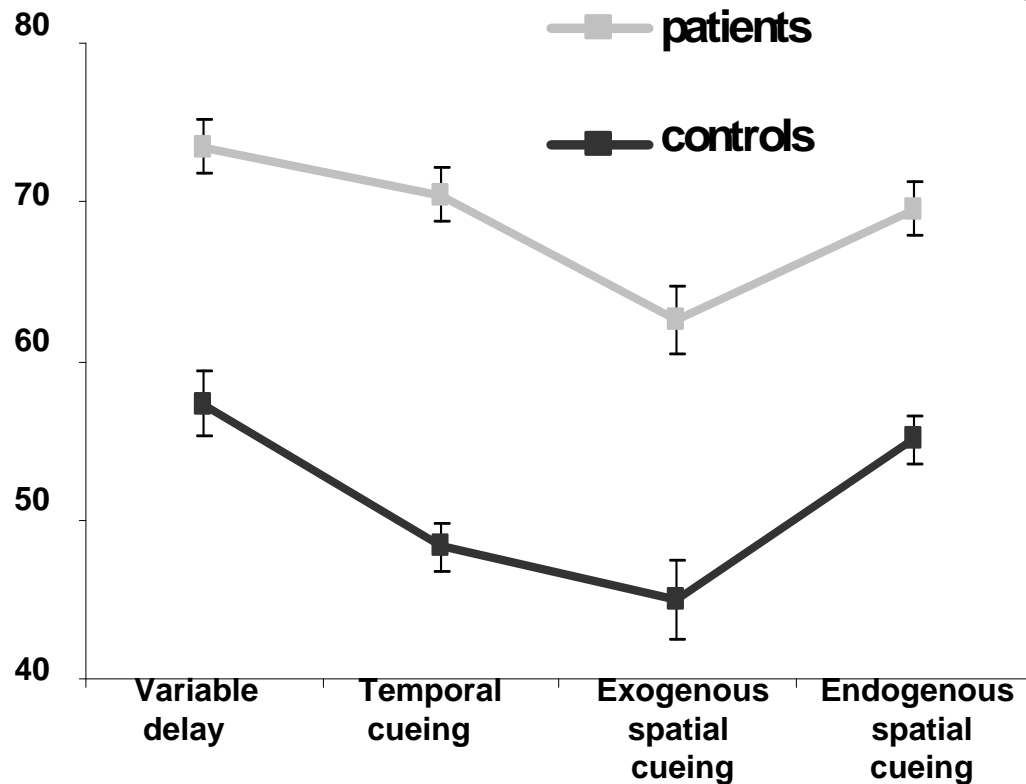 80
patients
controls
70
60
50
40
Variable
delay
Temporal
cueing
Exogenous
spatial
cueing
Endogenous
spatial
cueing